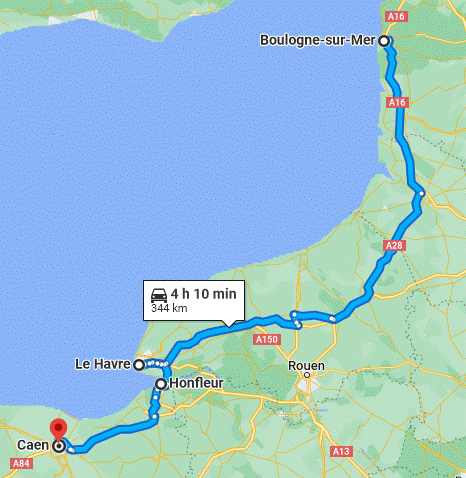 A16
Boulogne-sur-Mer
A16
A28
4 h 10 min
344 km
A150
Le Havre
Rouen
Honfleur
Caen
A84
A13